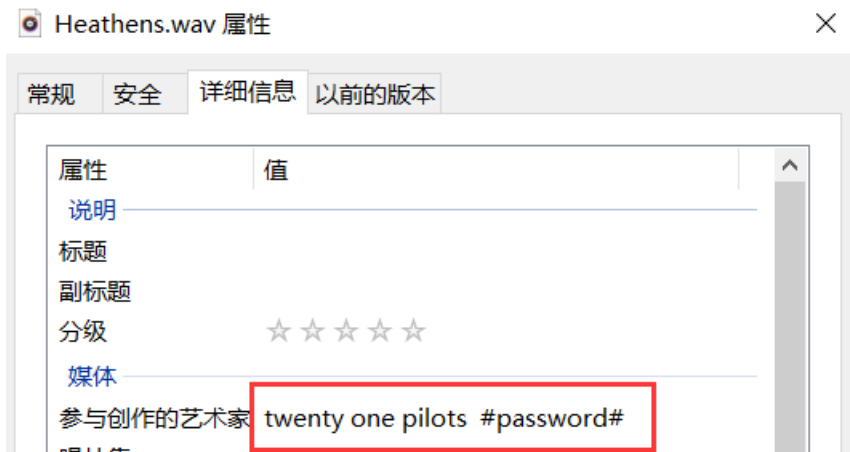 Heathens.wav 属性
常规 安全 详细信息 以前的版本
属性 值
说明
标题
副标题
分级
媒体
参与创作的艺术家 twenty one pilots #password#